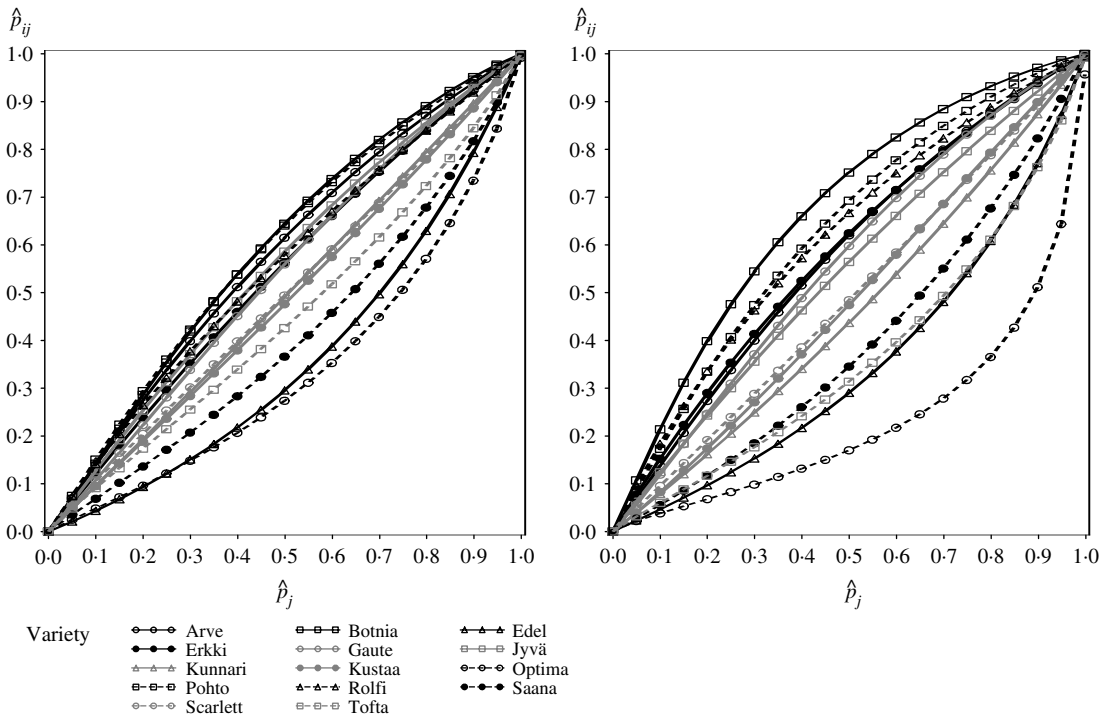 p̂ij p̂ij
1·0 1·0
0·9 0·9
0·8 0·8
0·7 0·7
0·6 0·6
0·5 0·5
0·4 0·4
0·3 0·3
0·2 0·2
0·1 0·1
0·0 0·0
0·0 0·1 0·2 0·3 0·4 0·5 0·6 0·7 0·8 0·9 1·0 0·0 0·1 0·2 0·3 0·4 0·5 0·6 0·7 0·8 0·9 1·0
p̂j p̂j
Variety Arve Botnia Edel
Erkki Gaute Jyvä
Kunnari Kustaa Optima
Pohto Rolfi Saana
Scarlett Tofta